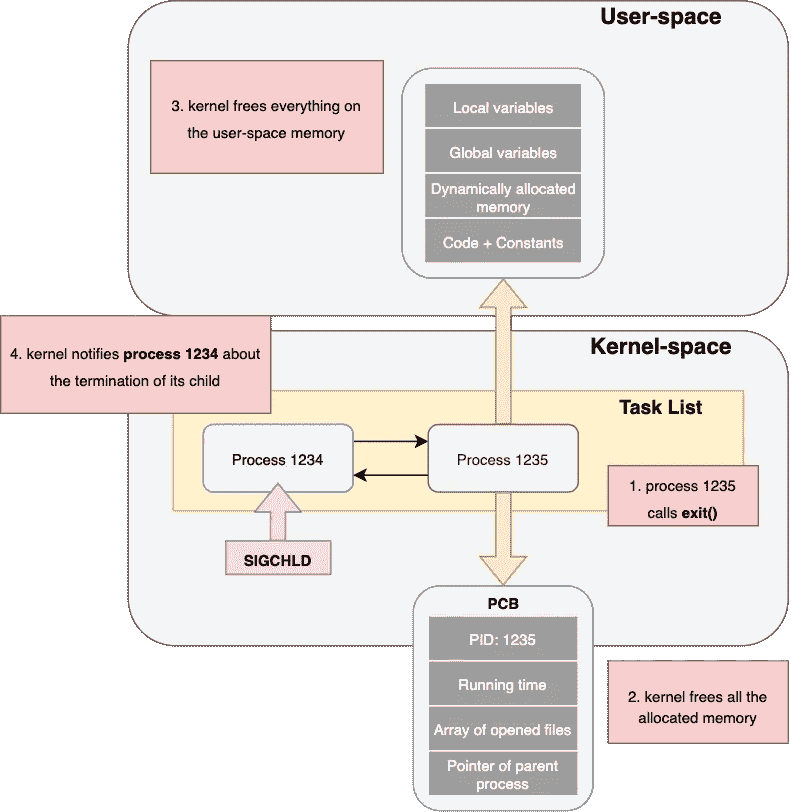 User-space
3. kernel frees everything on
the user-space memory
Local variables
Global variables
Dynamically allocated
memory
Code + Constants
4. kernel notifies process 1234 about
the termination of its child
Kernel-space
Task List
Process 1234
Process 1235
1. process 1235
calls exit()
SIGCHLD
PCB
PID: 1235
Running time
Array of opened files
Pointer of parent
process
2. kernel frees all the
allocated memory